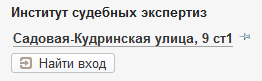 Институт судебных экспертиз
Садовая-Кудринская улица, 9 ст1
Найти вход